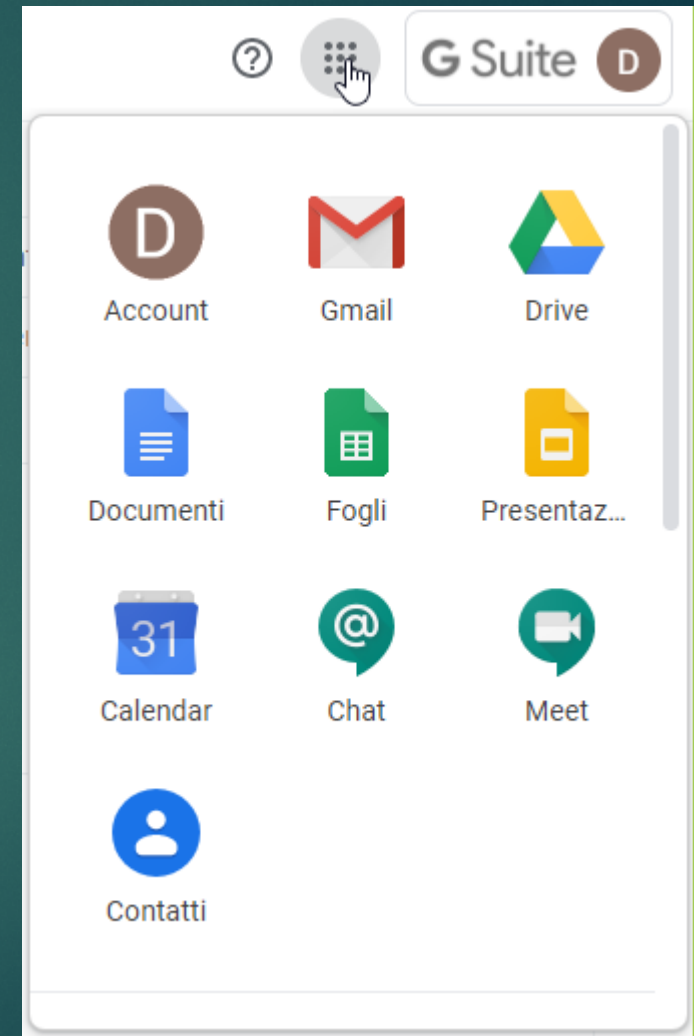 G Suite D
D
Account Gmail Drive
Documenti Fogli Presentaz...
31 @
Calendar Chat Meet
Contatti